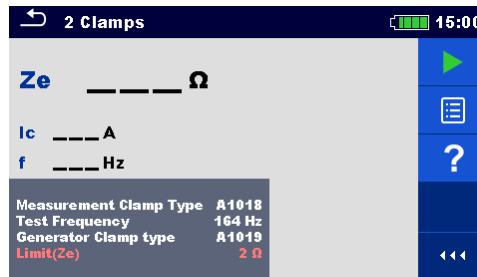 2 Clamps 15:00
Ze ___ Ω
Ic ___ A
f ___ Hz
Measurement Clamp Type A1018
Test Frequency 164 Hz
Generator Clamp type A1019
Limit(Ze) 2 Ω
?